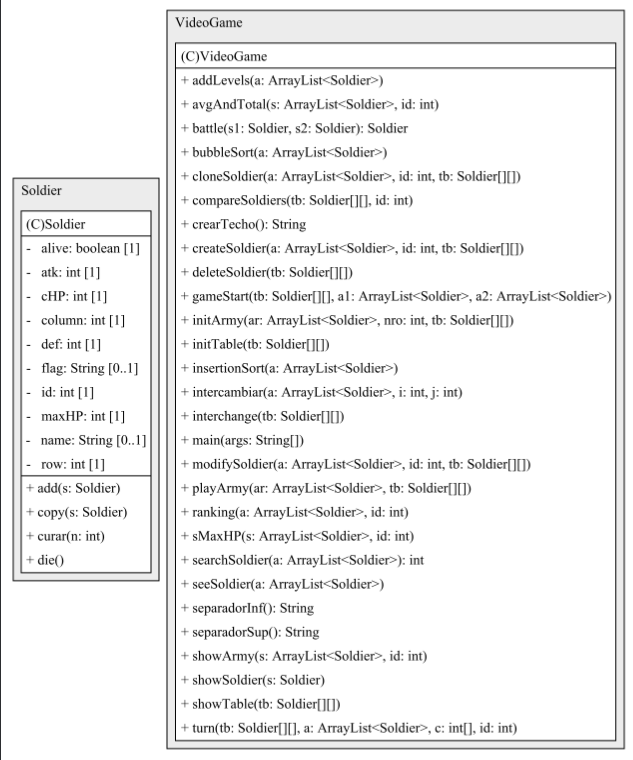 Soldier
(C)Soldier
- alive: boolean [1]
- atk: int [1]
- cHP: int [1]
- column: int [1]
- def: int [1]
- flag: String [0..1]
- id: int [1]
- maxHP: int [1]
- name: String [0..1]
- row: int [1]
+ add(s: Soldier)
+ copy(s: Soldier)
+ curar(n: int)
+ die()
VideoGame
(C)VideoGame
+ addLevels(a: ArrayList<Soldier>)
+ avgAndTotal(s: ArrayList<Soldier>, id: int)
+ battle(s1: Soldier, s2: Soldier): Soldier
+ bubbleSort(a: ArrayList<Soldier>)
+ cloneSoldier(a: ArrayList<Soldier>, id: int, tb: Soldier[][])
+ compareSoldiers(tb: Soldier[][], id: int)
+ crearTecho(): String
+ createSoldier(a: ArrayList<Soldier>, id: int, tb: Soldier[][])
+ deleteSoldier(tb: Soldier[][])
+ gameStart(tb: Soldier[][], a1: ArrayList<Soldier>, a2: ArrayList<Soldier>)
+ initArmy(ar: ArrayList<Soldier>, nro: int, tb: Soldier[][])
+ initTable(tb: Soldier[][])
+ insertionSort(a: ArrayList<Soldier>)
+ intercambiar(a: ArrayList<Soldier>, i: int, j: int)
+ interchange(tb: Soldier[][])
+ main(args: String[])
+ modifySoldier(a: ArrayList<Soldier>, id: int, tb: Soldier[][])
+ playArmy(ar: ArrayList<Soldier>, tb: Soldier[][])
+ ranking(a: ArrayList<Soldier>, id: int)
+ sMaxHP(s: ArrayList<Soldier>, id: int)
+ searchSoldier(a: ArrayList<Soldier>): int
+ seeSoldier(a: ArrayList<Soldier>)
+ separadorInf(): String
+ separadorSup(): String
+ showArmy(s: ArrayList<Soldier>, id: int)
+ showSoldier(s: Soldier)
+ showTable(tb: Soldier[][])
+ turn(tb: Soldier[][], a: ArrayList<Soldier>, c: int[], id: int)